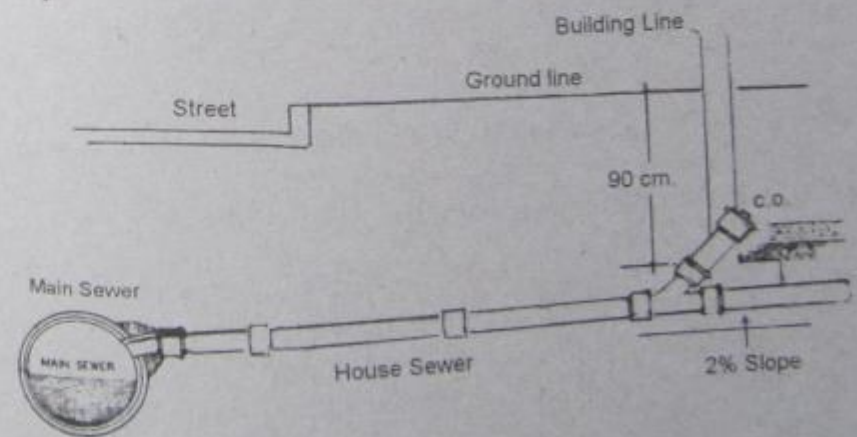 Building Line
Ground line
Street
90 cm.
C.O.
Main Sewer
MAIN SEWER
House Sewer
2% Slope